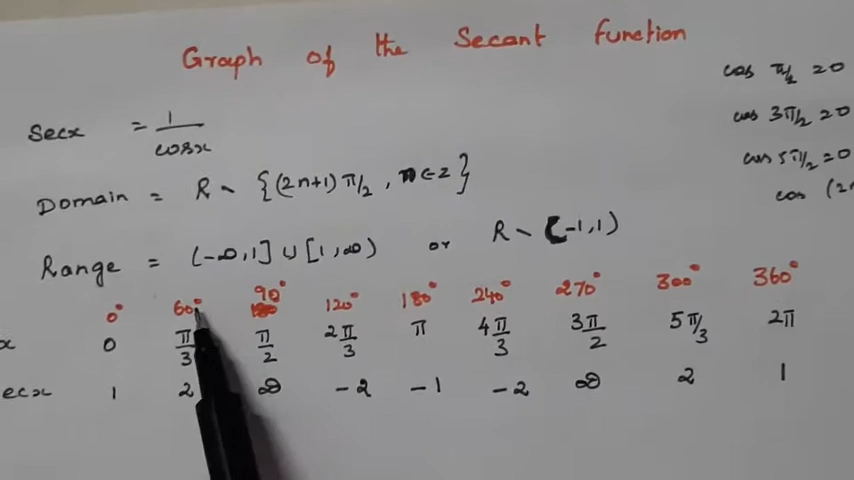 Graph of the Secant function
cos π/2 = 0
Secx = 1/cosx
cos 3π/2 = 0
cos 5π/2 = 0
Domain = R - {(2n+1) π/2 , n ∈ Z}
cos (2
Range = (-∞,1] ∪ [1,∞) or R - (-1,1)
0° 60° 90° 120° 180° 240° 270° 300° 360°
x 0 π/3 π/2 2π/3 π 4π/3 3π/2 5π/3 2π
ecx 1 2 ∞ -2 -1 -2 ∞ 2 1